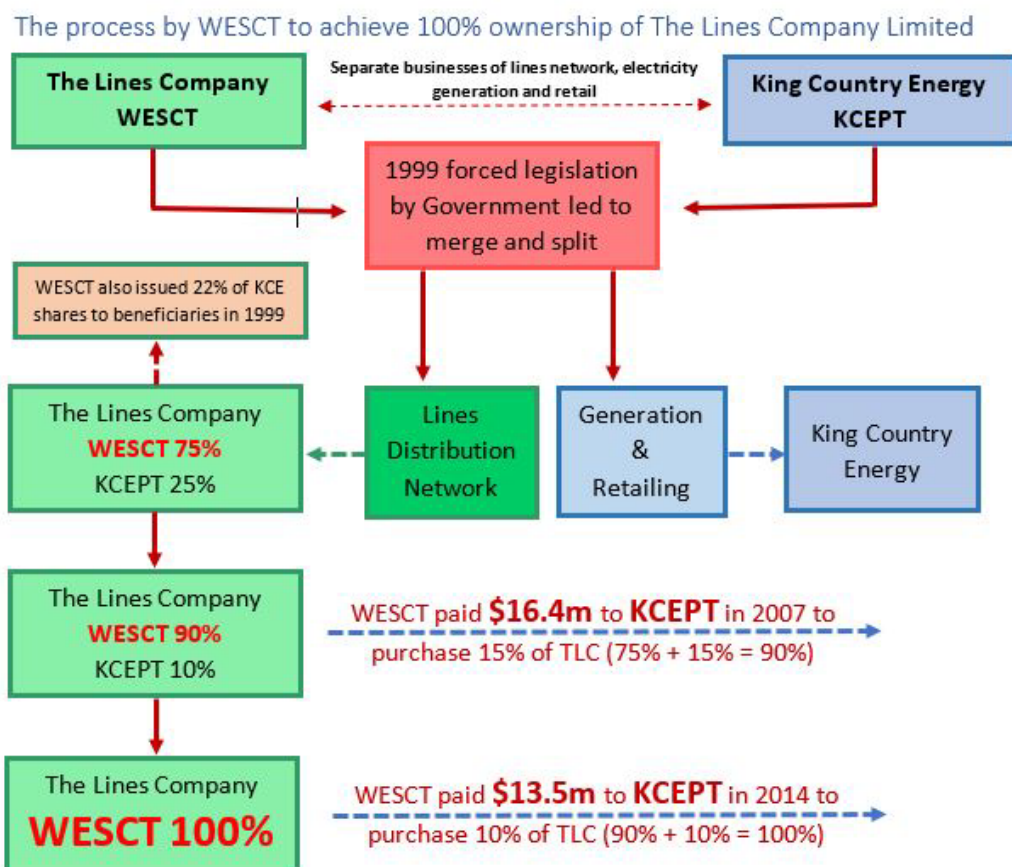 The process by WESCT to achieve 100% ownership of The Lines Company Limited
The Lines Company
WESCT
Separate businesses of lines network, electricity
generation and retail
King Country Energy
KCEPT
1999 forced legislation
by Government led to
merge and split
WESCT also issued 22% of KCE
shares to beneficiaries in 1999
The Lines Company
WESCT 75%
KCEPT 25%
Lines
Distribution
Network
Generation
&
Retailing
King Country
Energy
The Lines Company
WESCT 90%
KCEPT 10%
WESCT paid $16.4m to KCEPT in 2007 to
purchase 15% of TLC (75% + 15% = 90%)
The Lines Company
WESCT 100%
WESCT paid $13.5m to KCEPT in 2014 to
purchase 10% of TLC (90% + 10% = 100%)